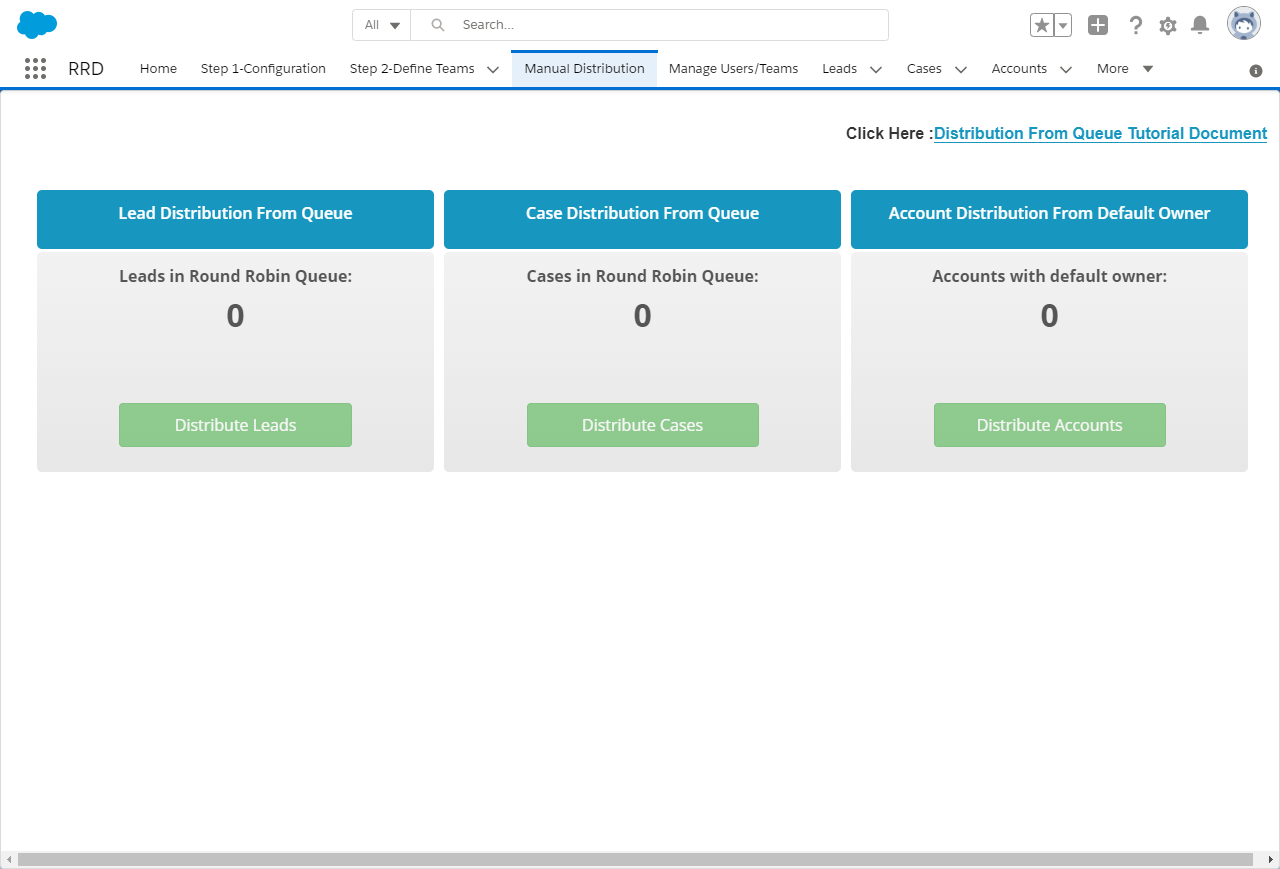 All
Search...
RRD
Home
Step 1-Configuration
Step 2-Define Teams
Manual Distribution
Manage Users/Teams
Leads
Cases
Accounts
More
Click Here :Distribution From Queue Tutorial Document
Lead Distribution From Queue
Leads in Round Robin Queue:
0
Distribute Leads
Case Distribution From Queue
Cases in Round Robin Queue:
0
Distribute Cases
Account Distribution From Default Owner
Accounts with default owner:
0
Distribute Accounts